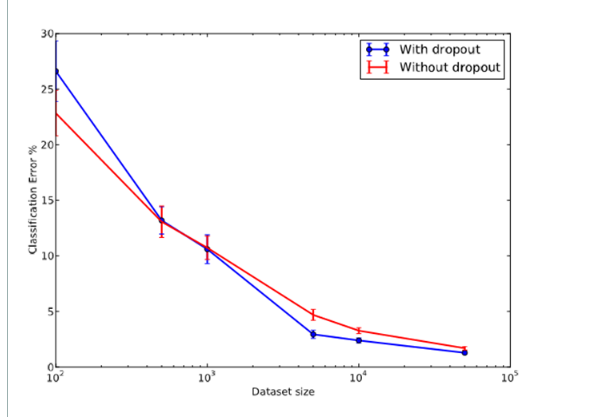 30
25
20
15
10
5
0
Classification Error %
With dropout
Without dropout
10²
10³
10⁴
10⁵
Dataset size